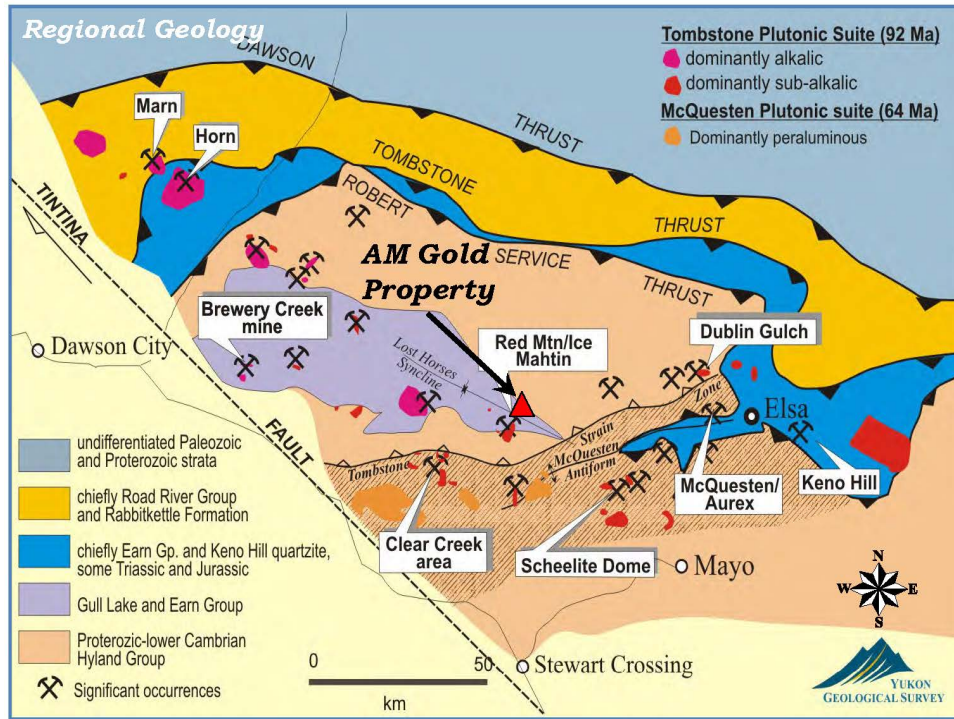 Regional Geology
Tombstone Plutonic Suite (92 Ma)
dominantly alkalic
dominantly sub-alkalic
McQuesten Plutonic suite (64 Ma)
Dominantly peraluminous
DAWSON
THRUST
Marn
Horn
TOMBSTONE
THRUST
ROBERT
SERVICE
THRUST
TINTINA
FAULT
AM Gold
Property
Brewery Creek
mine
Dawson City
Lost Horses
Syncline
Red Mtn/Ice
Mahtin
Dublin Gulch
Tombstone
Strain
Zone
McQuesten
Antiform
Elsa
Keno Hill
McQuesten/
Aurex
Clear Creek
area
Scheelite Dome
Mayo
Stewart Crossing
undifferentiated Paleozoic
and Proterozoic strata
chiefly Road River Group
and Rabbitkettle Formation
chiefly Earn Gp. and Keno Hill quartzite,
some Triassic and Jurassic
Gull Lake and Earn Group
Proterozic-lower Cambrian
Hyland Group
Significant occurrences
0 50
km
N
W E
S
YUKON
GEOLOGICAL SURVEY